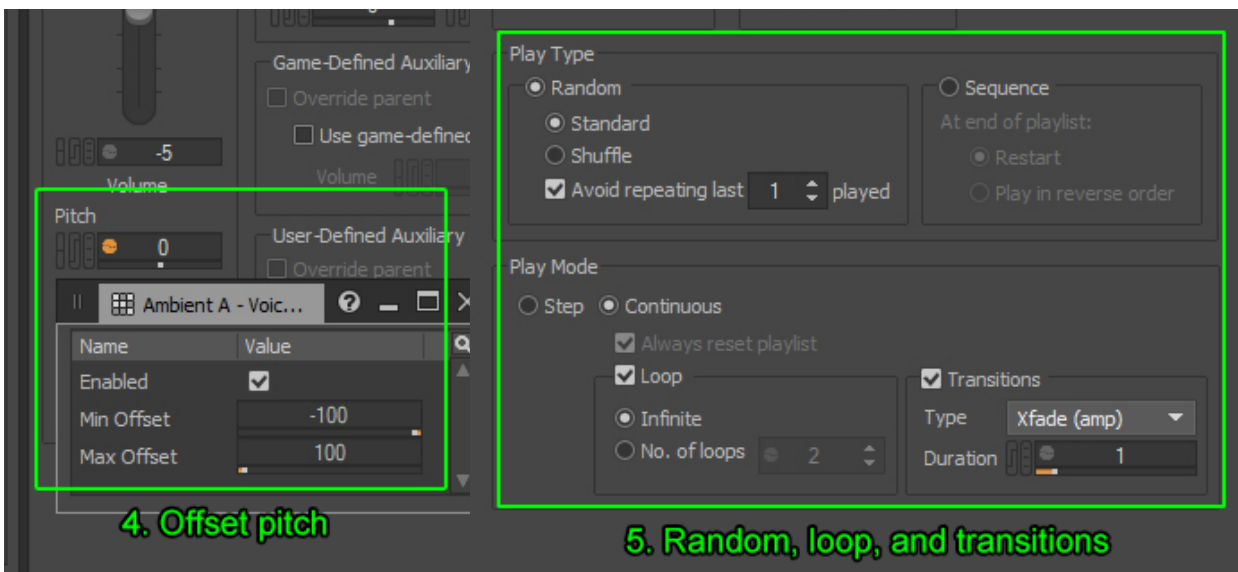 Game-Defined Auxiliary
Override parent
Use game-defined
Volume
-5
Volume
Pitch
0
User-Defined Auxiliary
Override parent
Ambient A - Voic...
Name Value
Enabled
Min Offset -100
Max Offset 100
4. Offset pitch
Play Type
Random
Standard
Shuffle
Avoid repeating last 1 played
Sequence
At end of playlist:
Restart
Play in reverse order
Play Mode
Step Continuous
Always reset playlist
Loop
Infinite
No. of loops 2
Transitions
Type Xfade (amp)
Duration 1
5. Random, loop, and transitions